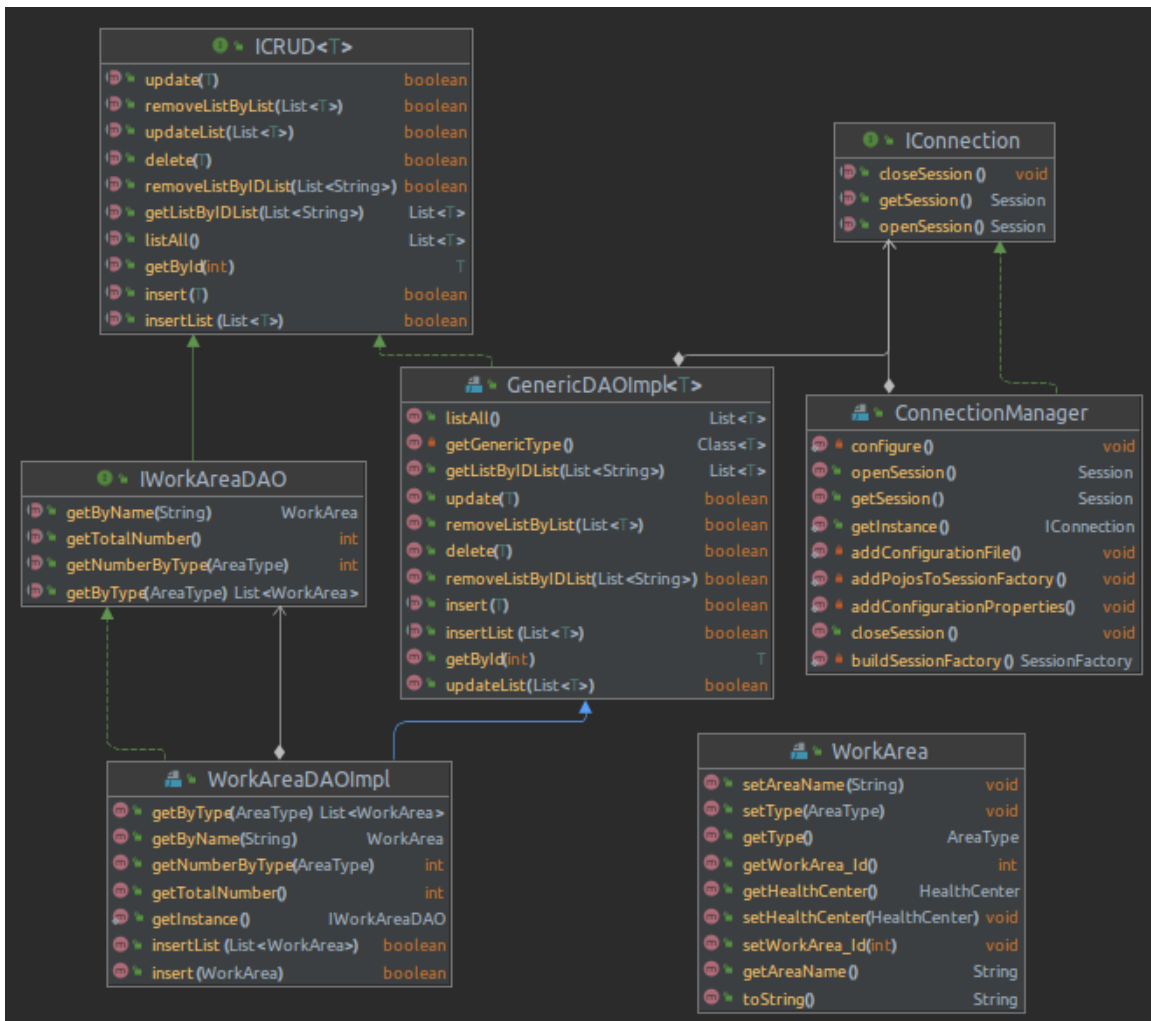 ICRUD<T>
update(T) boolean
removeListByList(List<T>) boolean
updateList(List<T>) boolean
delete(T) boolean
removeListByIDList(List<String>) boolean
getListByIDList(List<String>) List<T>
listAll() List<T>
getById(int) T
insert(T) boolean
insertList(List<T>) boolean
IConnection
closeSession() void
getSession() Session
openSession() Session
GenericDAOImpl<T>
listAll() List<T>
getGenericType() Class<T>
getListByIDList(List<String>) List<T>
update(T) boolean
removeListByList(List<T>) boolean
delete(T) boolean
removeListByIDList(List<String>) boolean
insert(T) boolean
insertList(List<T>) boolean
getById(int) T
updateList(List<T>) boolean
ConnectionManager
configure() void
openSession() Session
getSession() Session
getInstance() IConnection
addConfigurationFile() void
addPojosToSessionFactory() void
addConfigurationProperties() void
closeSession() void
buildSessionFactory() SessionFactory
IWorkAreaDAO
getByName(String) WorkArea
getTotalNumber() int
getNumberByType(AreaType) int
getByType(AreaType) List<WorkArea>
WorkAreaDAOImpl
getByType(AreaType) List<WorkArea>
getByName(String) WorkArea
getNumberByType(AreaType) int
getTotalNumber() int
getInstance() IWorkAreaDAO
insertList(List<WorkArea>) boolean
insert(WorkArea) boolean
WorkArea
setAreaName(String) void
setType(AreaType) void
getType() AreaType
getWorkArea_Id() int
getHealthCenter() HealthCenter
setHealthCenter(HealthCenter) void
setWorkArea_Id(int) void
getAreaName() String
toString() String